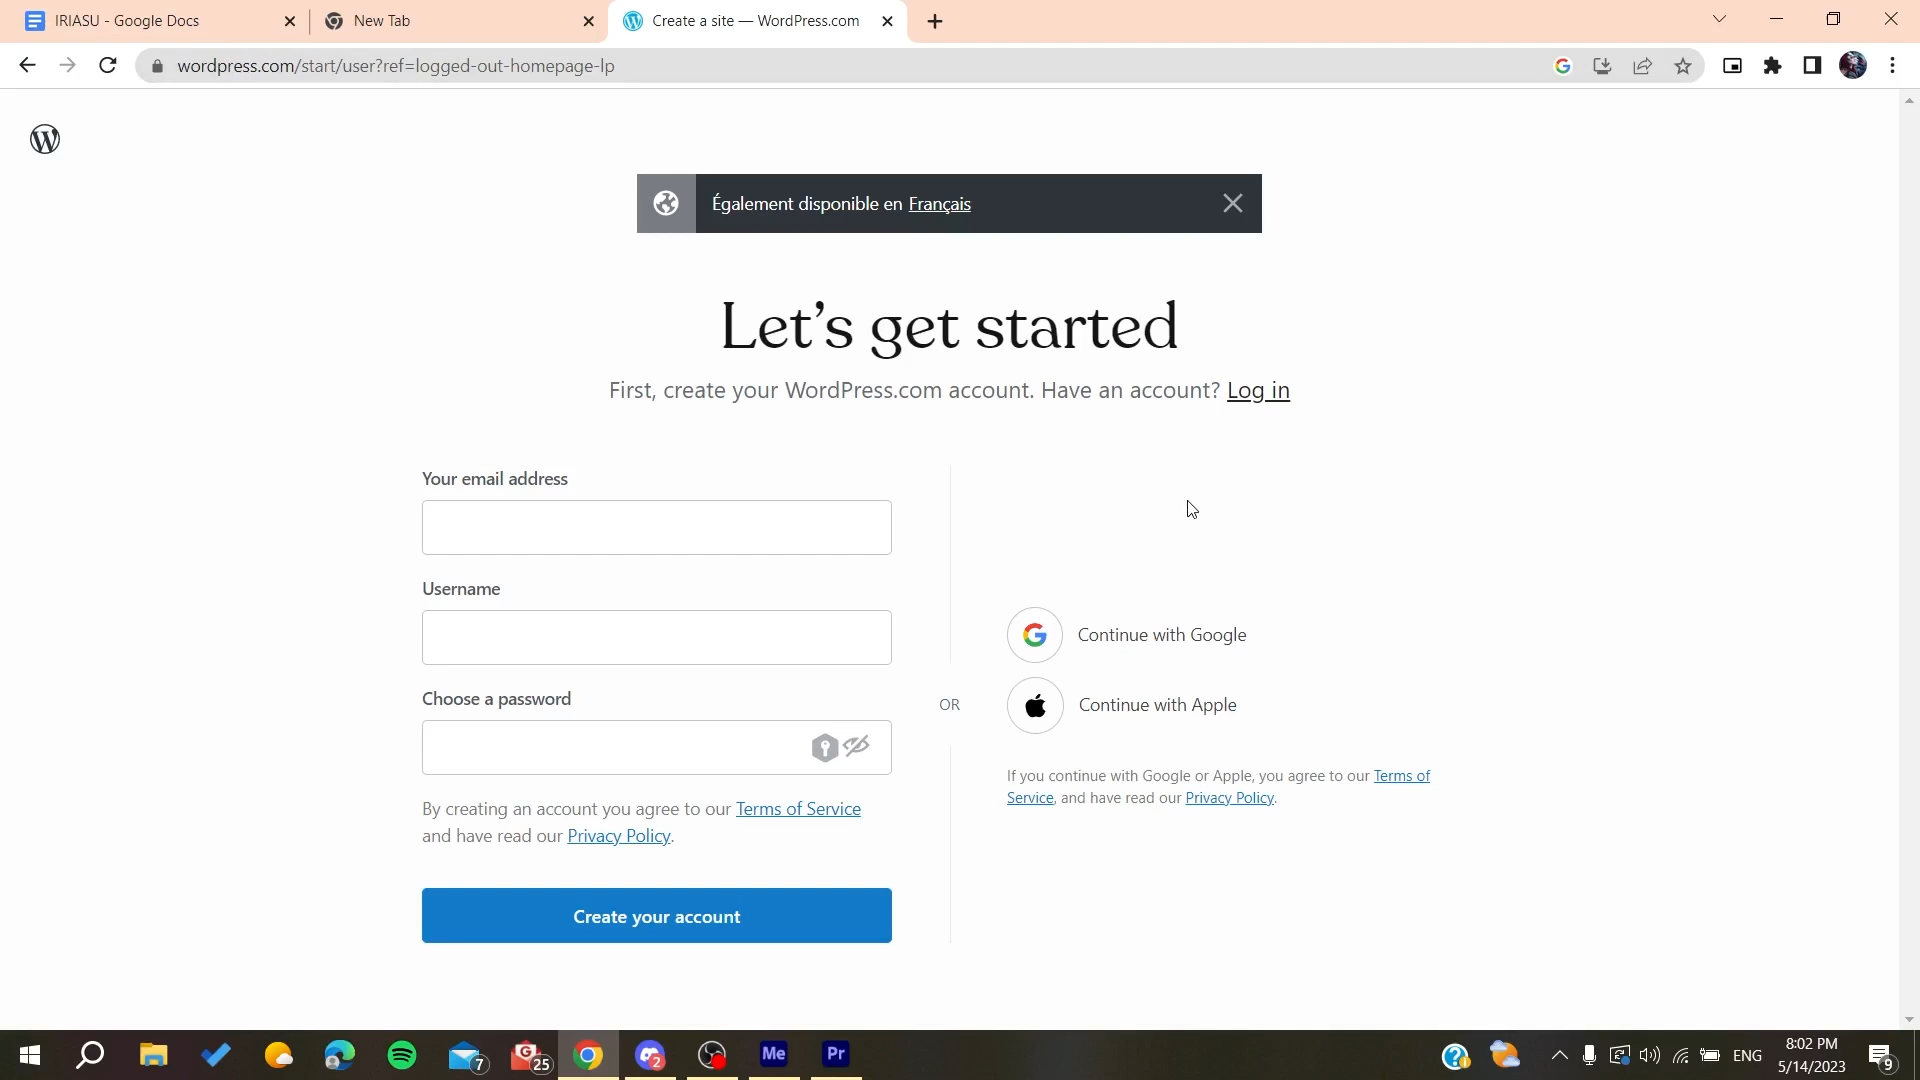 IRIASU - Google Docs
New Tab
Create a site — WordPress.com
wordpress.com/start/user?ref=logged-out-homepage-lp
Également disponible en Français
Let's get started
First, create your WordPress.com account. Have an account? Log in
Your email address
Username
Choose a password
By creating an account you agree to our Terms of Service
and have read our Privacy Policy.
Create your account
OR
Continue with Google
Continue with Apple
If you continue with Google or Apple, you agree to our Terms of
Service, and have read our Privacy Policy.
7
25
2
Me
Pr
ENG
8:02 PM
5/14/2023
9